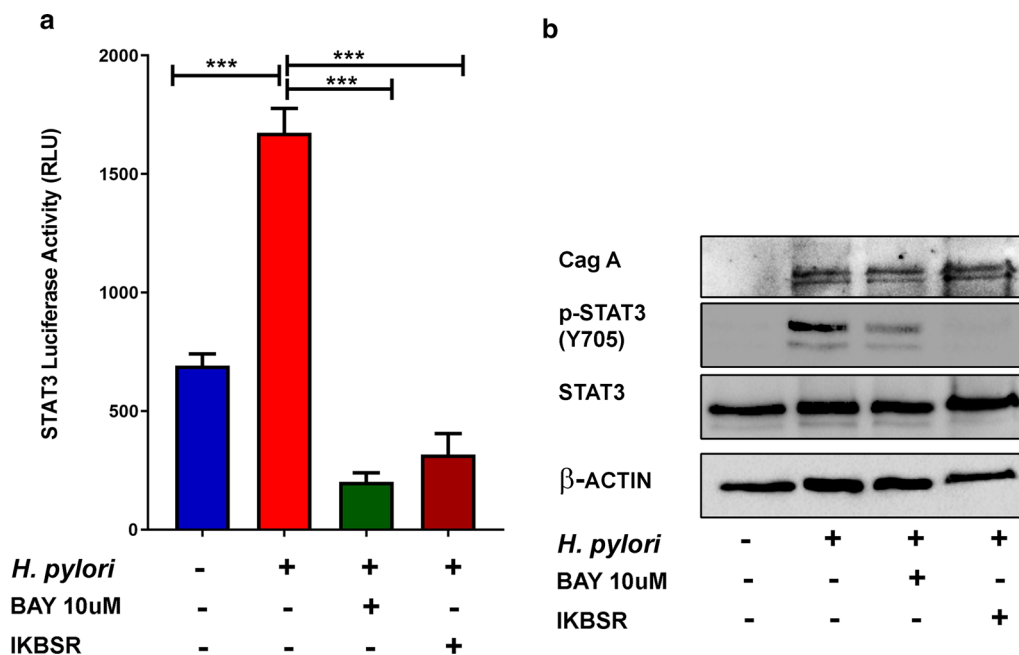 a
STAT3 Luciferase Activity (RLU)
2000
1500
1000
500
0
***
***
***
H. pylori - + + +
BAY 10uM - - + -
IKBSR - - - +
b
Cag A
p-STAT3
(Y705)
STAT3
β-ACTIN
H. pylori - + + +
BAY 10uM - - + -
IKBSR - - - +